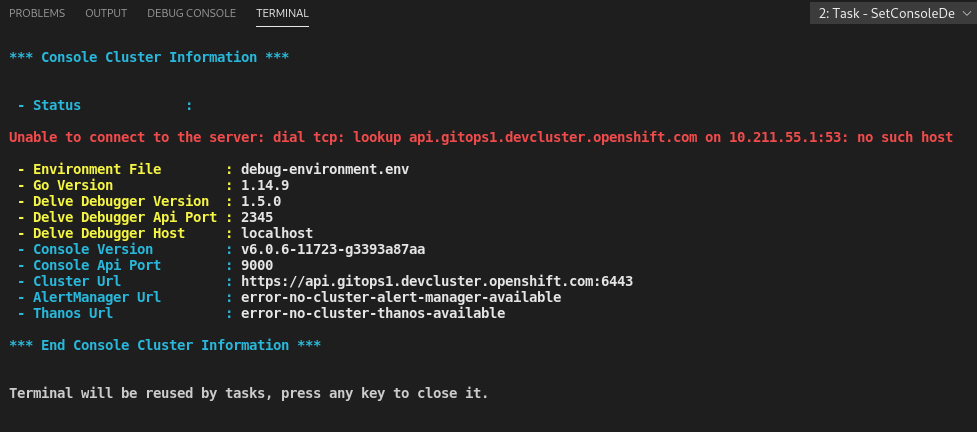 PROBLEMS OUTPUT DEBUG CONSOLE TERMINAL 2: Task - SetConsoleDe
*** Console Cluster Information ***
- Status :
Unable to connect to the server: dial tcp: lookup api.gitops1.devcluster.openshift.com on 10.211.55.1:53: no such host
- Environment File : debug-environment.env
- Go Version : 1.14.9
- Delve Debugger Version : 1.5.0
- Delve Debugger Api Port : 2345
- Delve Debugger Host : localhost
- Console Version : v6.0.6-11723-g3393a87aa
- Console Api Port : 9000
- Cluster Url : https://api.gitops1.devcluster.openshift.com:6443
- AlertManager Url : error-no-cluster-alert-manager-available
- Thanos Url : error-no-cluster-thanos-available
*** End Console Cluster Information ***
Terminal will be reused by tasks, press any key to close it.